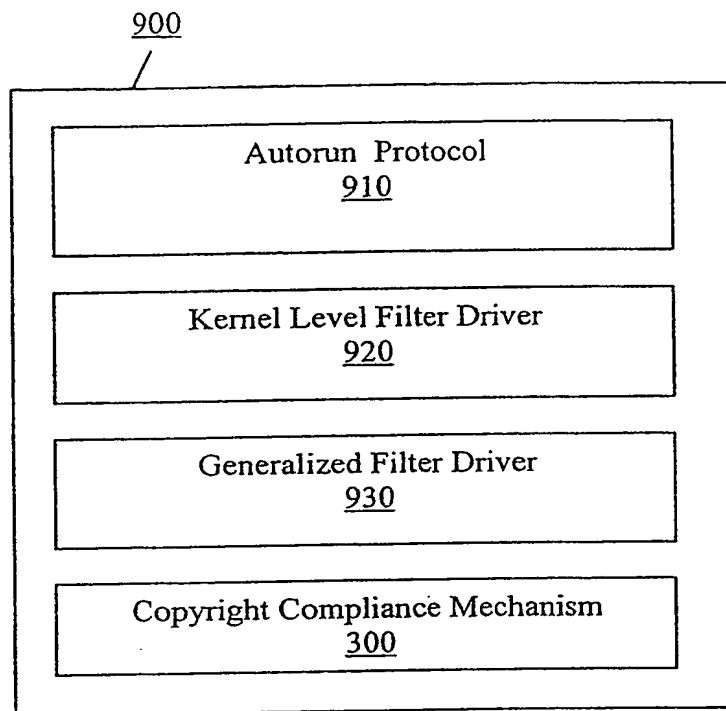 900
Autorun Protocol
910
Kernel Level Filter Driver
920
Generalized Filter Driver
930
Copyright Compliance Mechanism
300